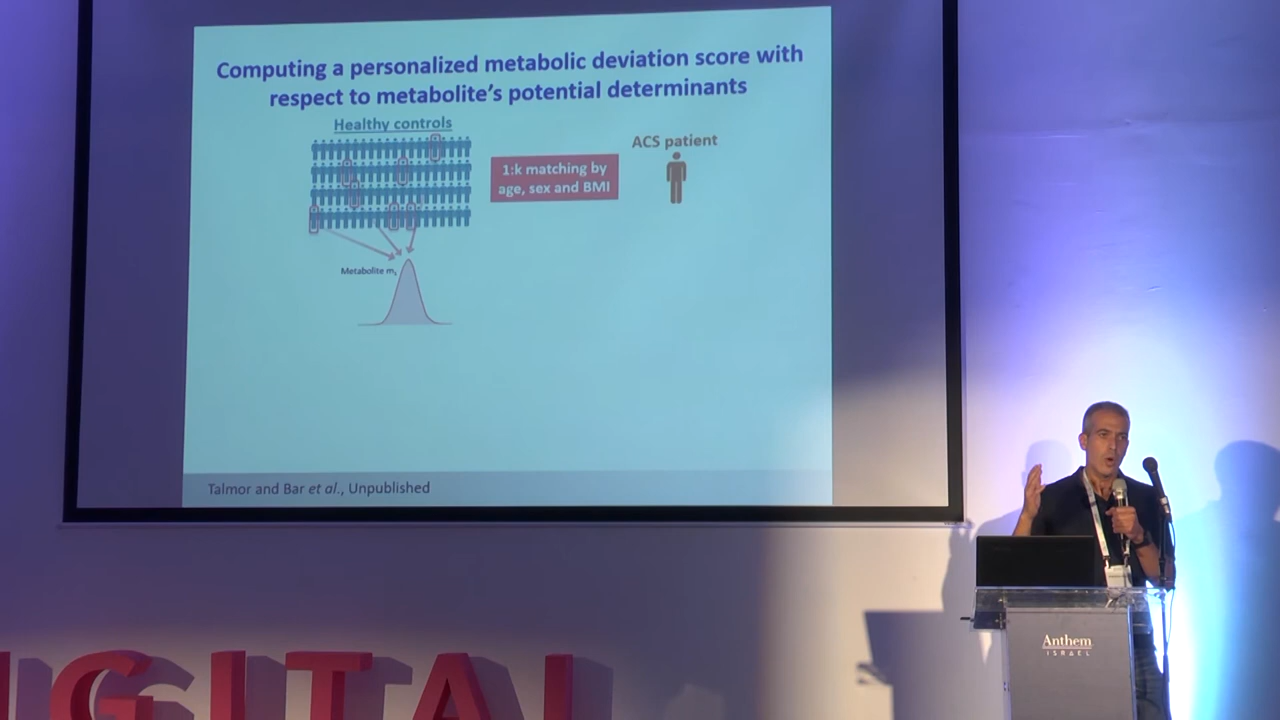 Computing a personalized metabolic deviation score with
respect to metabolite's potential determinants
Healthy controls
ACS patient
1:k matching by
age, sex and BMI
Metabolite m
Talmor and Bar et al., Unpublished
Anthem
ISRAEL
IGITAL